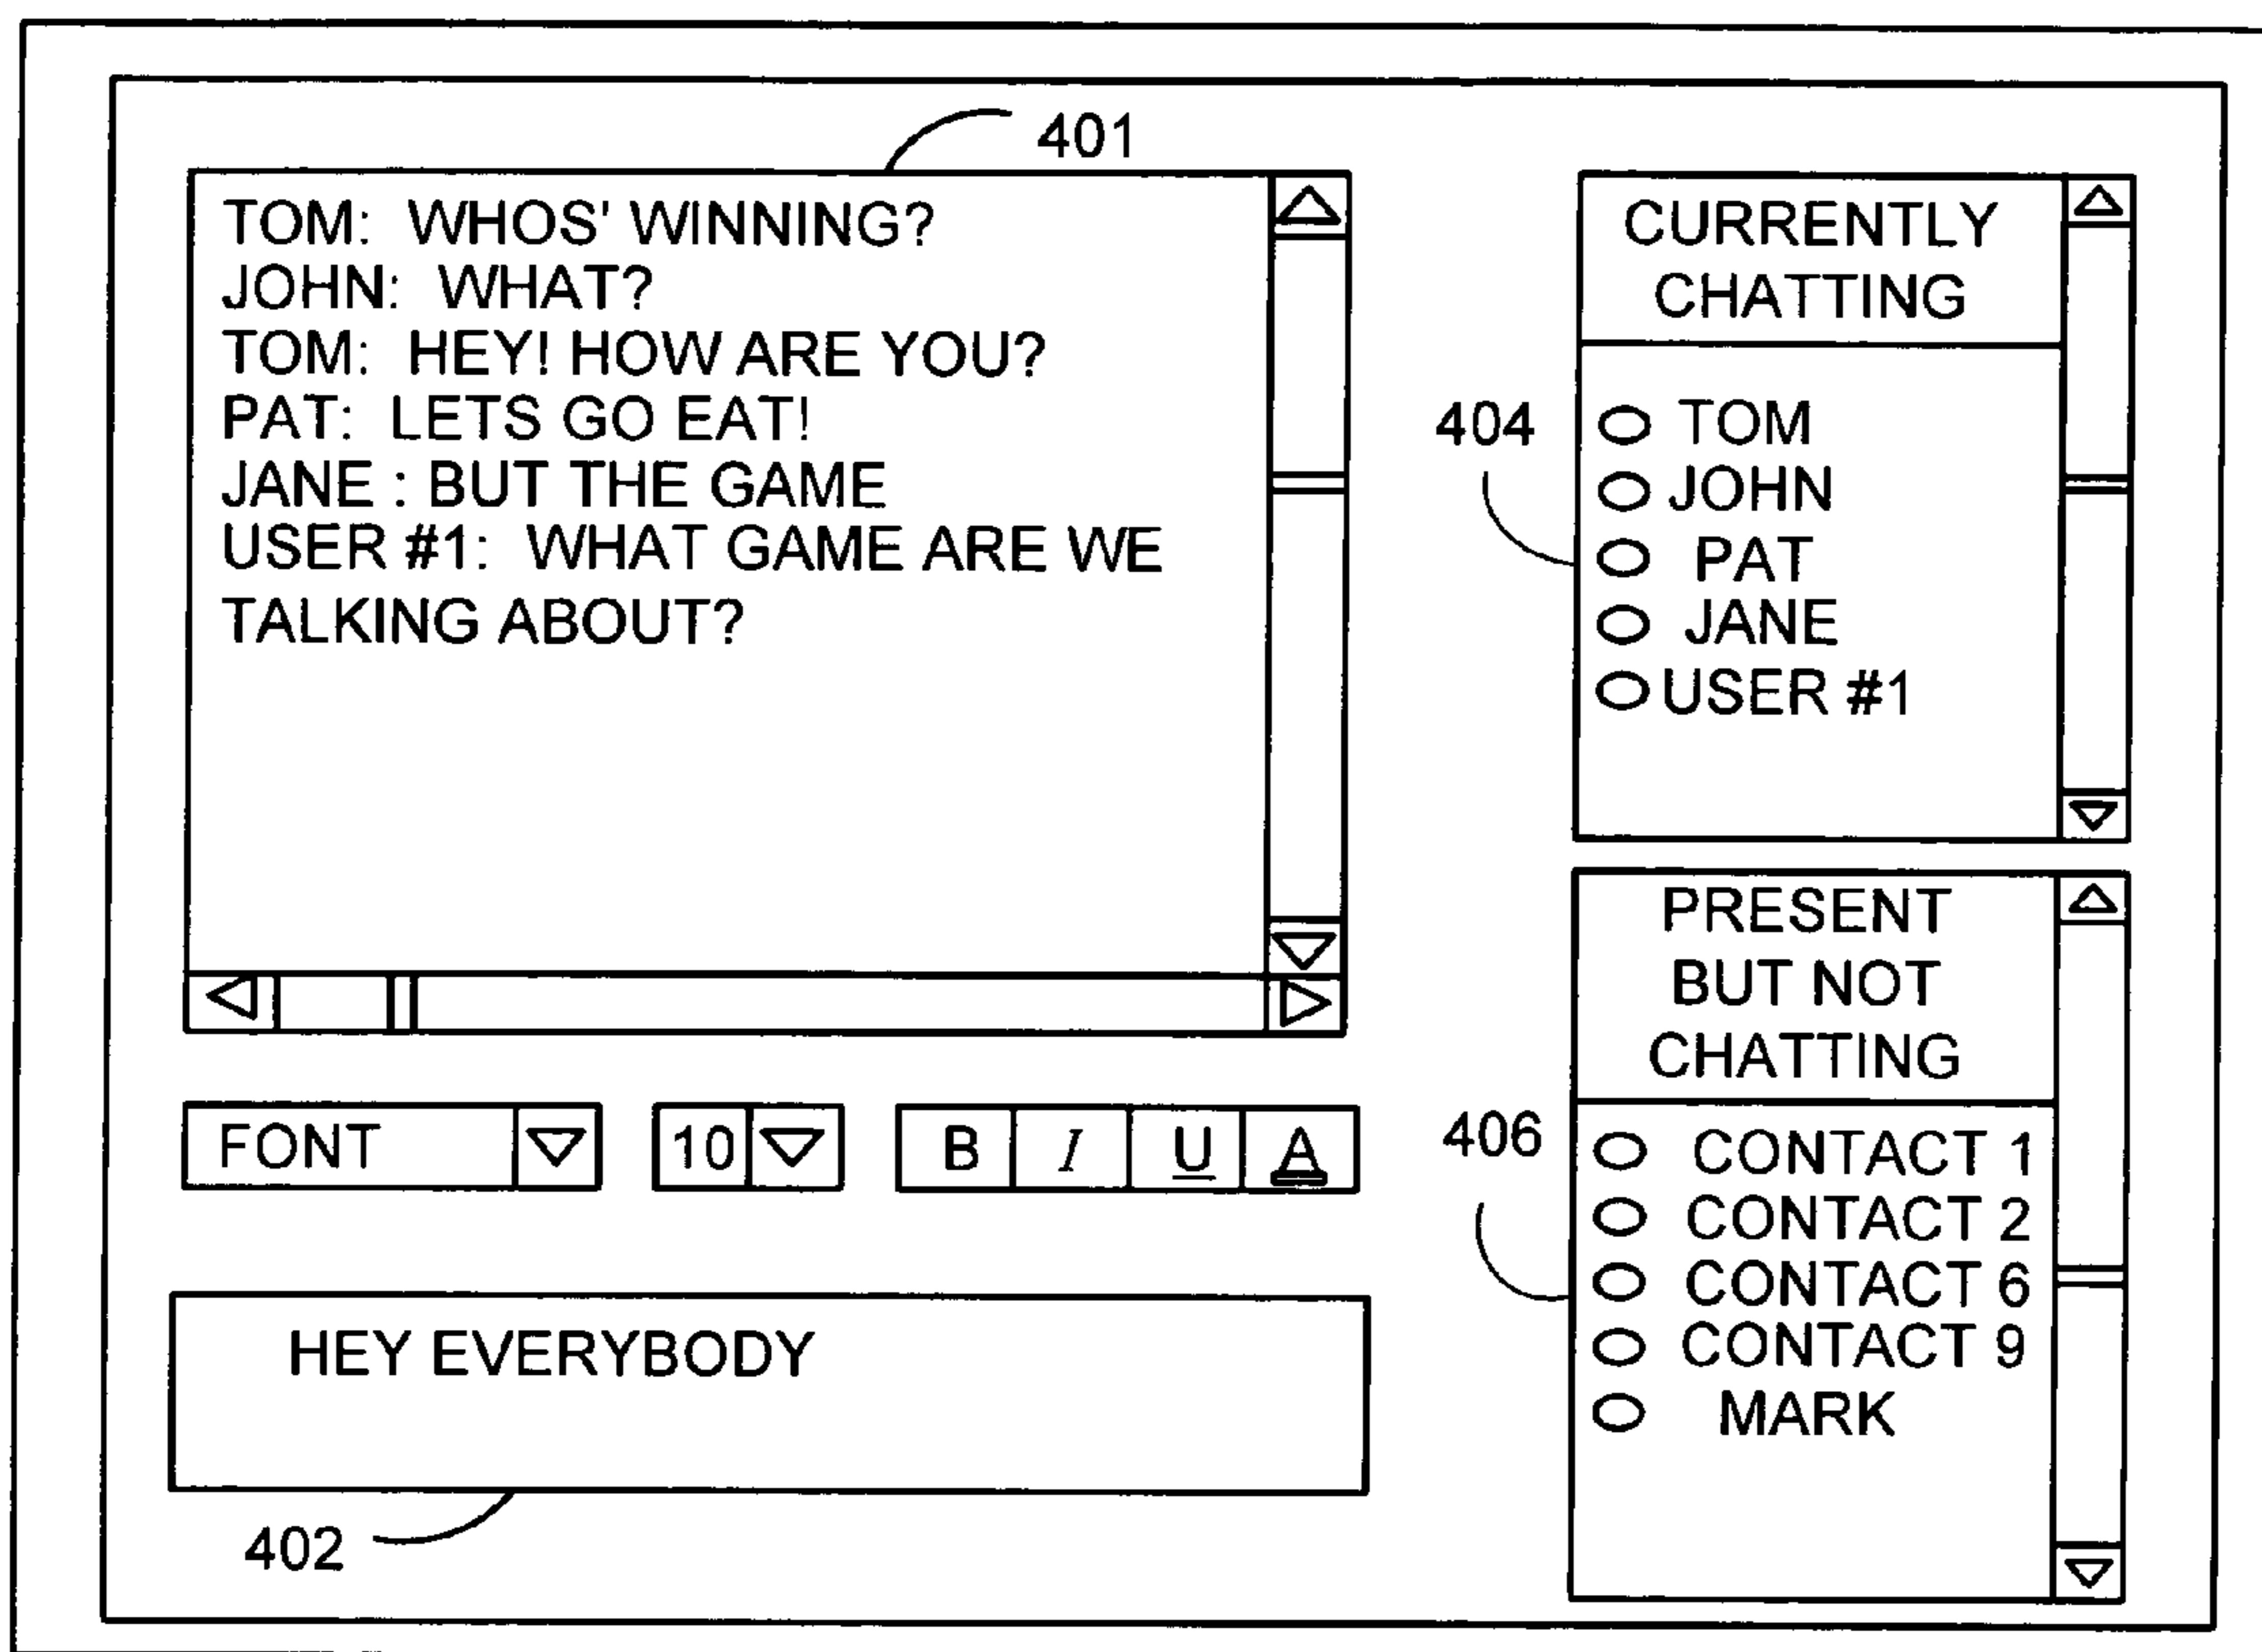 401
TOM: WHOS' WINNING?
JOHN: WHAT?
TOM: HEY! HOW ARE YOU?
PAT: LETS GO EAT!
JANE : BUT THE GAME
USER #1: WHAT GAME ARE WE
TALKING ABOUT?
FONT
10
B I U A
HEY EVERYBODY
402
CURRENTLY
CHATTING
404
TOM
JOHN
PAT
JANE
USER #1
PRESENT
BUT NOT
CHATTING
406
CONTACT 1
CONTACT 2
CONTACT 6
CONTACT 9
MARK